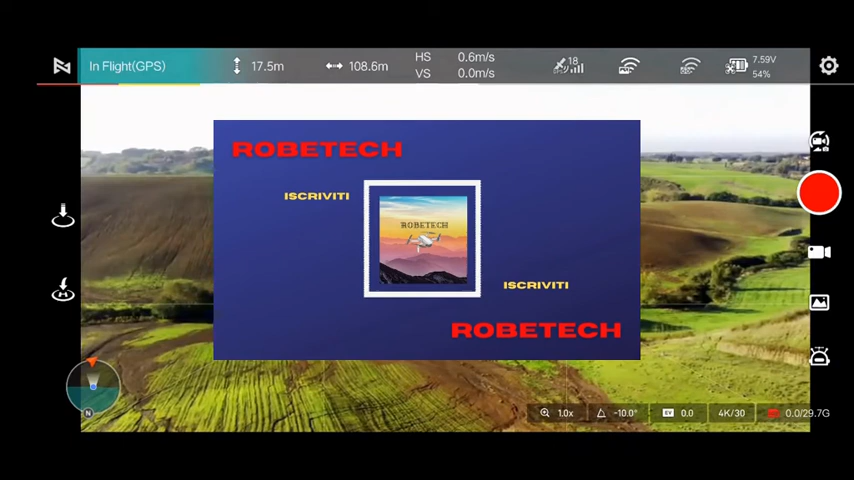 In Flight(GPS)
17.5m
108.6m
HS 0.6m/s
VS 0.0m/s
18
7.59V
54%
ROBETECH
ISCRIVITI
ROBETECH
ISCRIVITI
ROBETECH
H
N
1.0x
-10.0°
EV 0.0
4K/30
0.0/29.7G